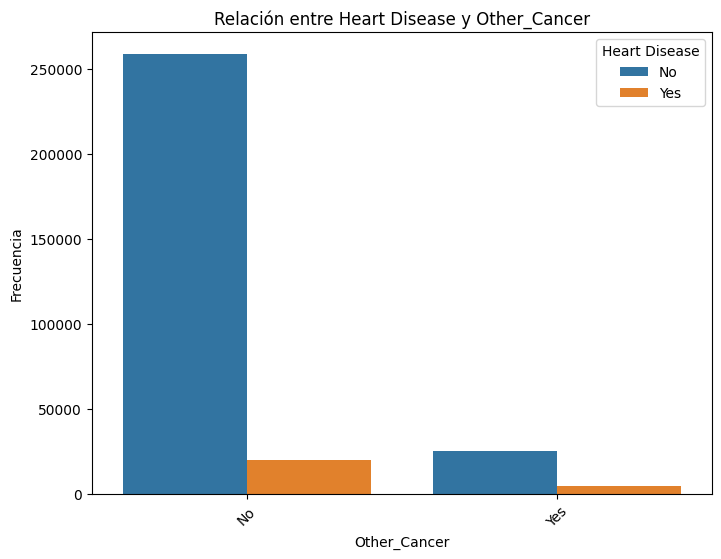 Relación entre Heart Disease y Other_Cancer
Heart Disease
No
Yes
250000
200000
150000
100000
50000
0
Frecuencia
No
Yes
Other_Cancer